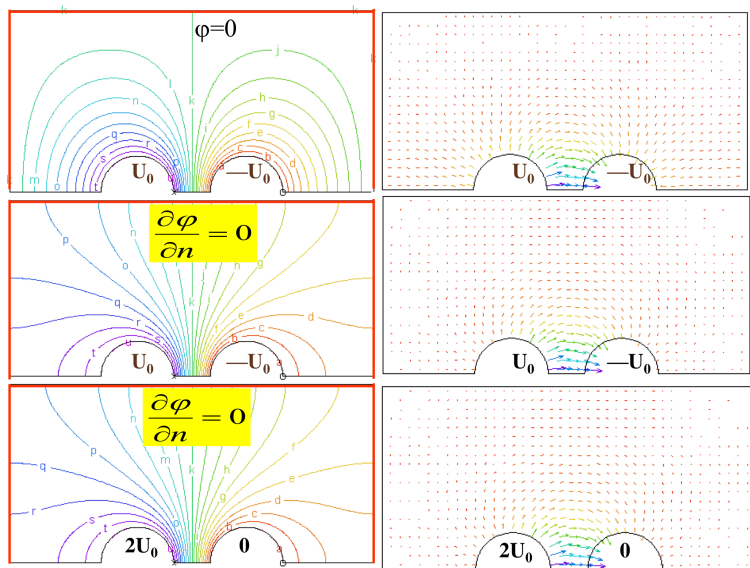 k
φ=0
k
l
j
k
n
h
q
g
r
f
e
s
c
b
d
t
m
o
U₀
—U₀
U₀
—U₀
∂φ/∂n = 0
p
n
n
g
o
k
q
e
r
d
c
t
u
s
b
a
U₀
—U₀
U₀
—U₀
∂φ/∂n = 0
n
f
p
m
q
k
h
e
g
r
d
s
c
t
o
b
a
2U₀
0
2U₀
0